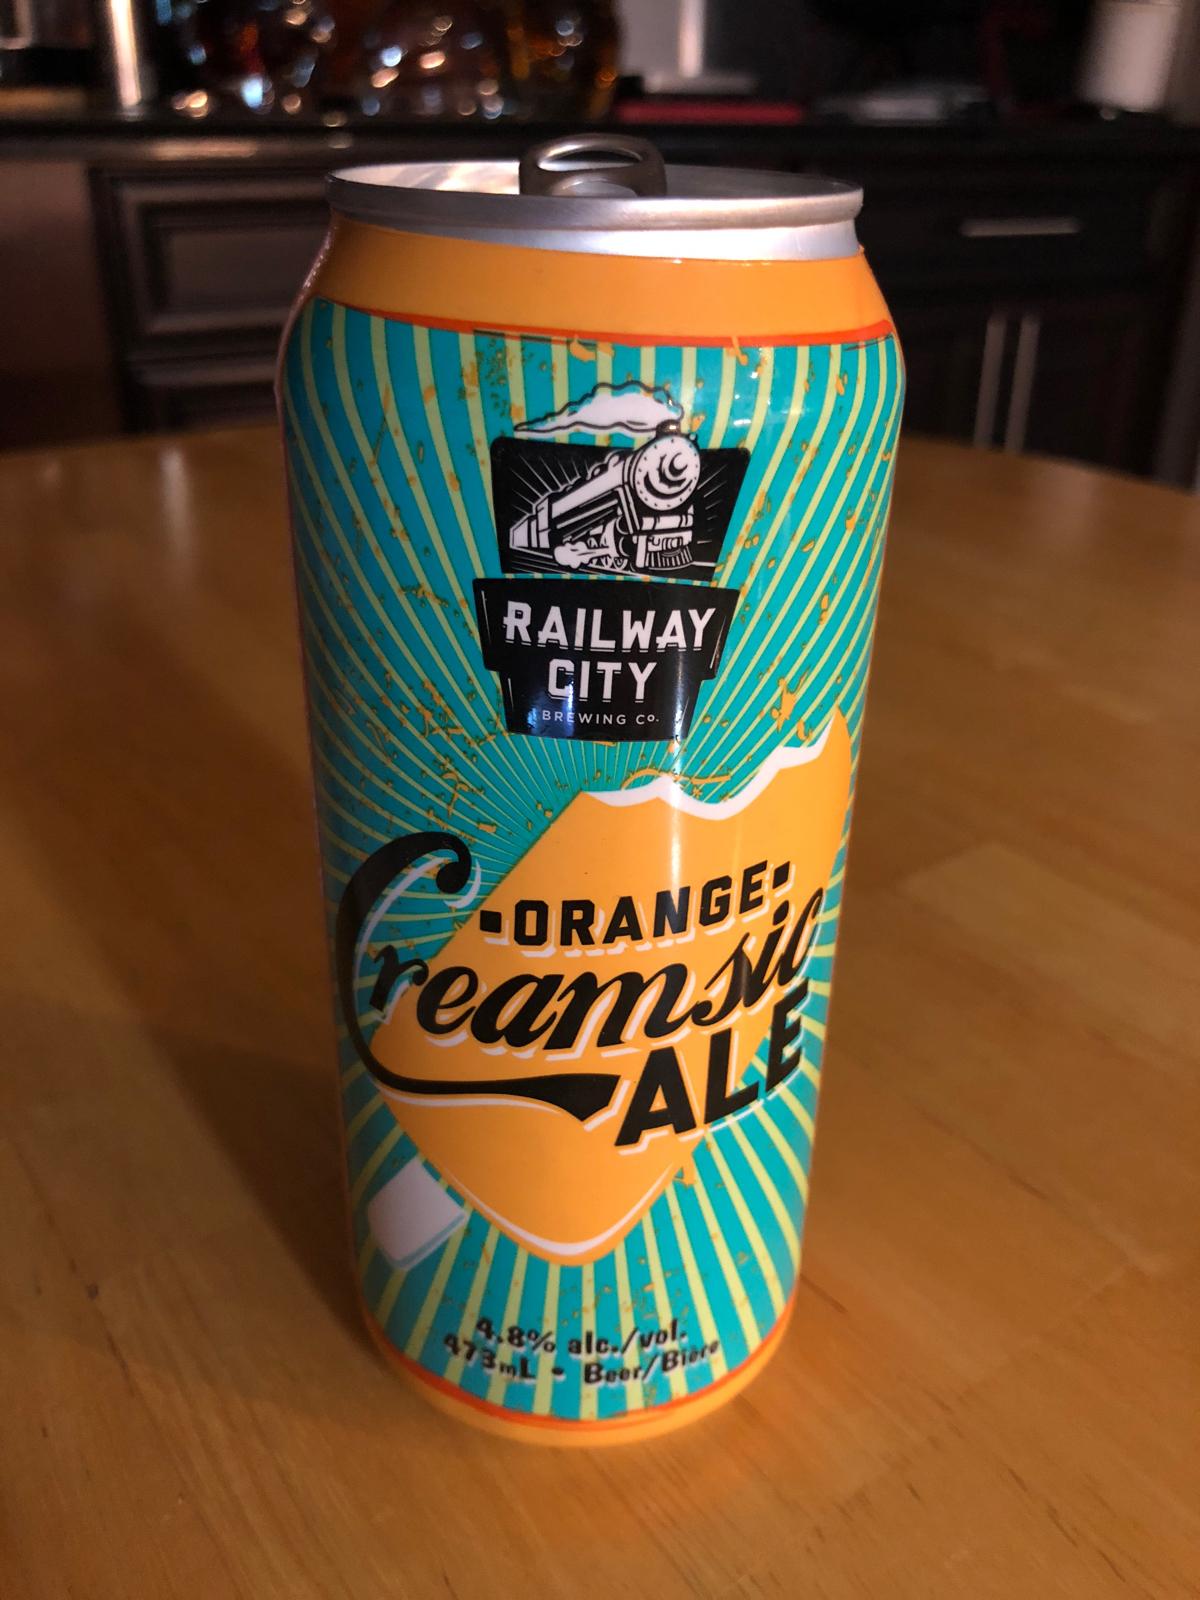 RAILWAY
CITY
BREWING Co.
▪ORANGE▪
Creamsic
ALE
4.8% alc./vol.
473mL • Beer/Bière